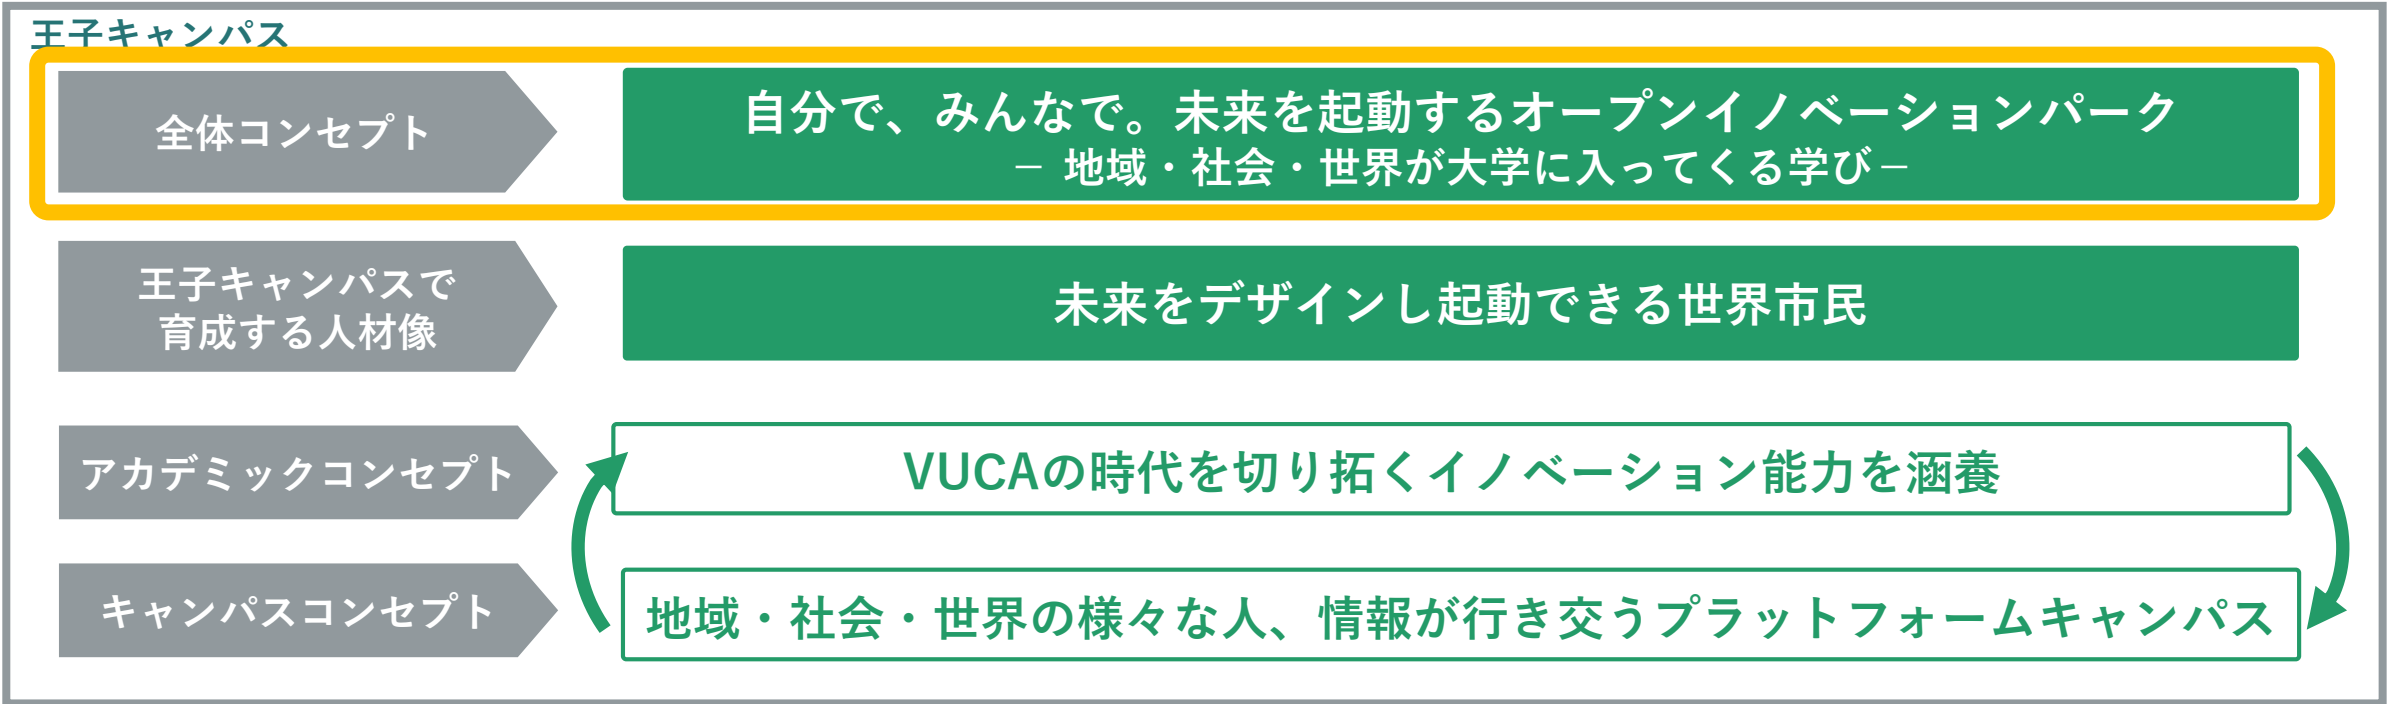 王子キャンパス
全体コンセプト
自分で、みんなで。未来を起動するオープンイノベーションパーク
－ 地域・社会・世界が大学に入ってくる学び－
王子キャンパスで
育成する人材像
未来をデザインし起動できる世界市民
アカデミックコンセプト
VUCAの時代を切り拓くイノベーション能力を涵養
キャンパスコンセプト
地域・社会・世界の様々な人、情報が行き交うプラットフォームキャンパス